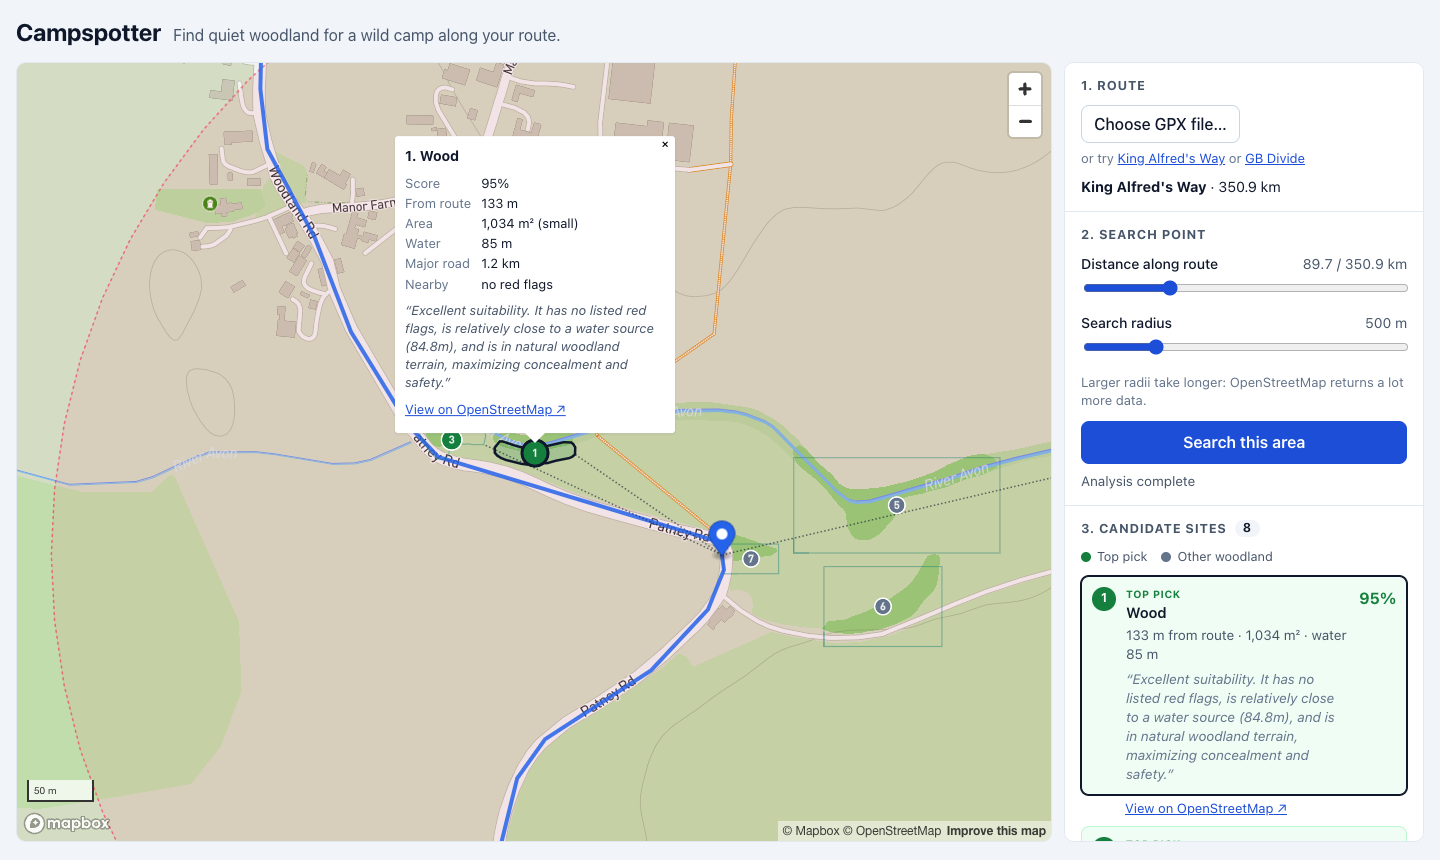 Campspotter Find quiet woodland for a wild camp along your route.
Woodland Rd
Manor Farm
1. Wood
×
Score 95%
From route 133 m
Area 1,034 m² (small)
Water 85 m
Major road 1.2 km
Nearby no red flags
“Excellent suitability. It has no listed red
flags, is relatively close to a water source
(84.8m), and is in natural woodland
terrain, maximizing concealment and
safety.”
View on OpenStreetMap ↗
+
−
Avon
3
1
River Avon
Patney Rd
River Avon
5
Patney Rd
7
6
Patney Rd
50 m
mapbox
© Mapbox © OpenStreetMap Improve this map
1. ROUTE
Choose GPX file...
or try King Alfred's Way or GB Divide
King Alfred's Way · 350.9 km
2. SEARCH POINT
Distance along route 89.7 / 350.9 km
Search radius 500 m
Larger radii take longer: OpenStreetMap returns a lot
more data.
Search this area
Analysis complete
3. CANDIDATE SITES 8
Top pick Other woodland
1 TOP PICK 95%
Wood
133 m from route · 1,034 m² · water
85 m
“Excellent suitability. It has no
listed red flags, is relatively close
to a water source (84.8m), and is
in natural woodland terrain,
maximizing concealment and
safety.”
View on OpenStreetMap ↗